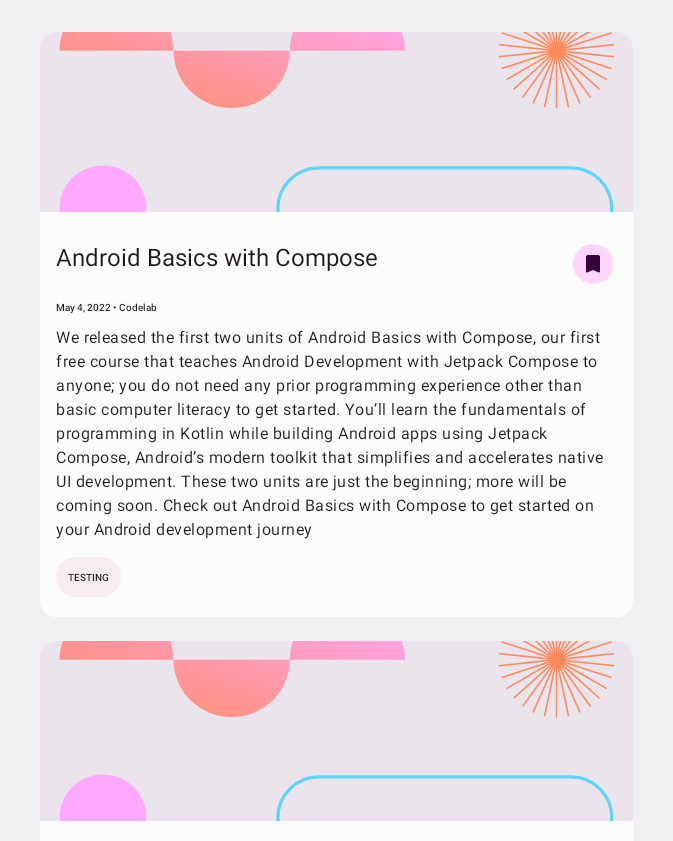 Android Basics with Compose
May 4, 2022 • Codelab
We released the first two units of Android Basics with Compose, our first
free course that teaches Android Development with Jetpack Compose to
anyone; you do not need any prior programming experience other than
basic computer literacy to get started. You’ll learn the fundamentals of
programming in Kotlin while building Android apps using Jetpack
Compose, Android’s modern toolkit that simplifies and accelerates native
UI development. These two units are just the beginning; more will be
coming soon. Check out Android Basics with Compose to get started on
your Android development journey
TESTING